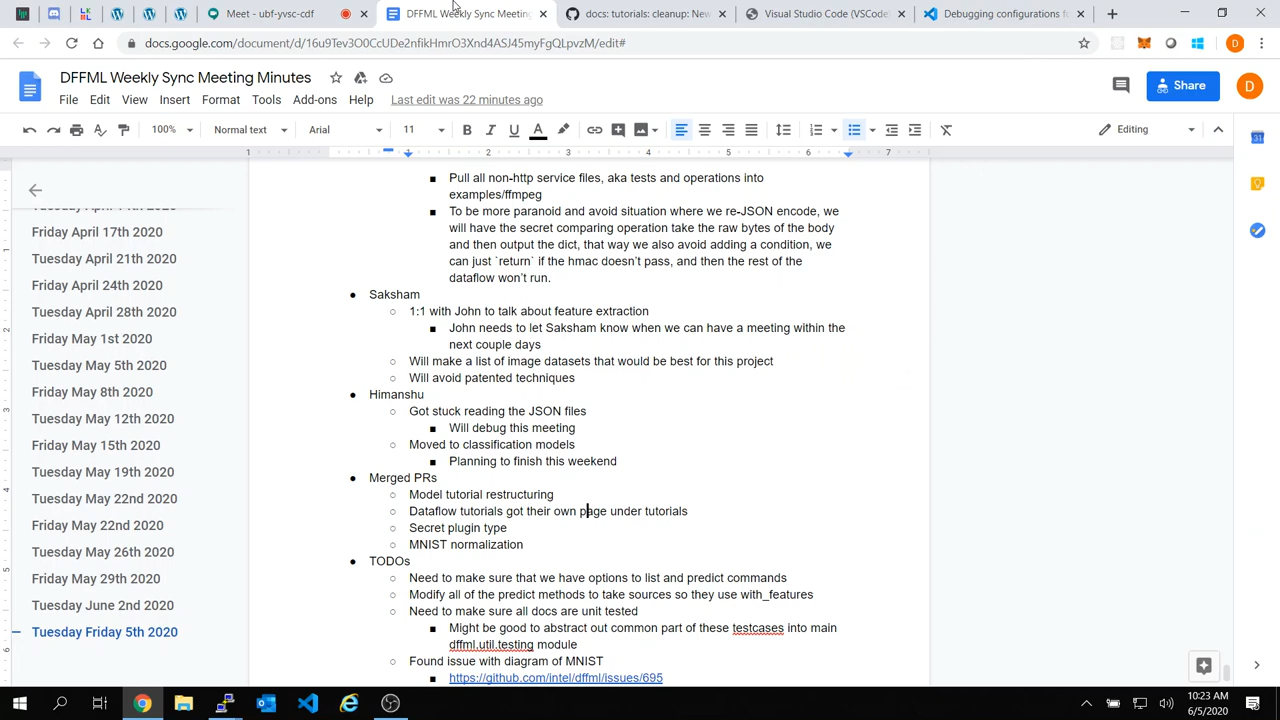 Meet - ubf-yvsc-cdf
DFFML Weekly Sync Meeting
docs: tutorials: cleanup: New
Visual Studio Code (VSCode
Debugging configurations fo
docs.google.com/document/d/16u9Tev3O0CcUDe2nfikHmrO3Xnd4ASJ45myFgQLpvzM/edit#
D
DFFML Weekly Sync Meeting Minutes
File Edit View Insert Format Tools Add-ons Help Last edit was 22 minutes ago
Share
D
100% Normal text Arial 11 B I U A Editing
1 1 2 3 4 5 6 7
Friday April 17th 2020
Tuesday April 21th 2020
Friday April 24th 2020
Tuesday April 28th 2020
Friday May 1st 2020
Tuesday May 5th 2020
Friday May 8th 2020
Tuesday May 12th 2020
Friday May 15th 2020
Tuesday May 19th 2020
Tuesday May 22nd 2020
Friday May 22nd 2020
Tuesday May 26th 2020
Friday May 29th 2020
Tuesday June 2nd 2020
Tuesday Friday 5th 2020
Pull all non-http service files, aka tests and operations into
examples/ffmpeg
To be more paranoid and avoid situation where we re-JSON encode, we
will have the secret comparing operation take the raw bytes of the body
and then output the dict, that way we also avoid adding a condition, we
can just `return` if the hmac doesn't pass, and then the rest of the
dataflow won't run.
Saksham
1:1 with John to talk about feature extraction
John needs to let Saksham know when we can have a meeting within the
next couple days
Will make a list of image datasets that would be best for this project
Will avoid patented techniques
Himanshu
Got stuck reading the JSON files
Will debug this meeting
Moved to classification models
Planning to finish this weekend
Merged PRs
Model tutorial restructuring
Dataflow tutorials got their own page under tutorials
Secret plugin type
MNIST normalization
TODOs
Need to make sure that we have options to list and predict commands
Modify all of the predict methods to take sources so they use with_features
Need to make sure all docs are unit tested
Might be good to abstract out common part of these testcases into main
dffml.util.testing module
Found issue with diagram of MNIST
https://github.com/intel/dffml/issues/695
10:23 AM
6/5/2020